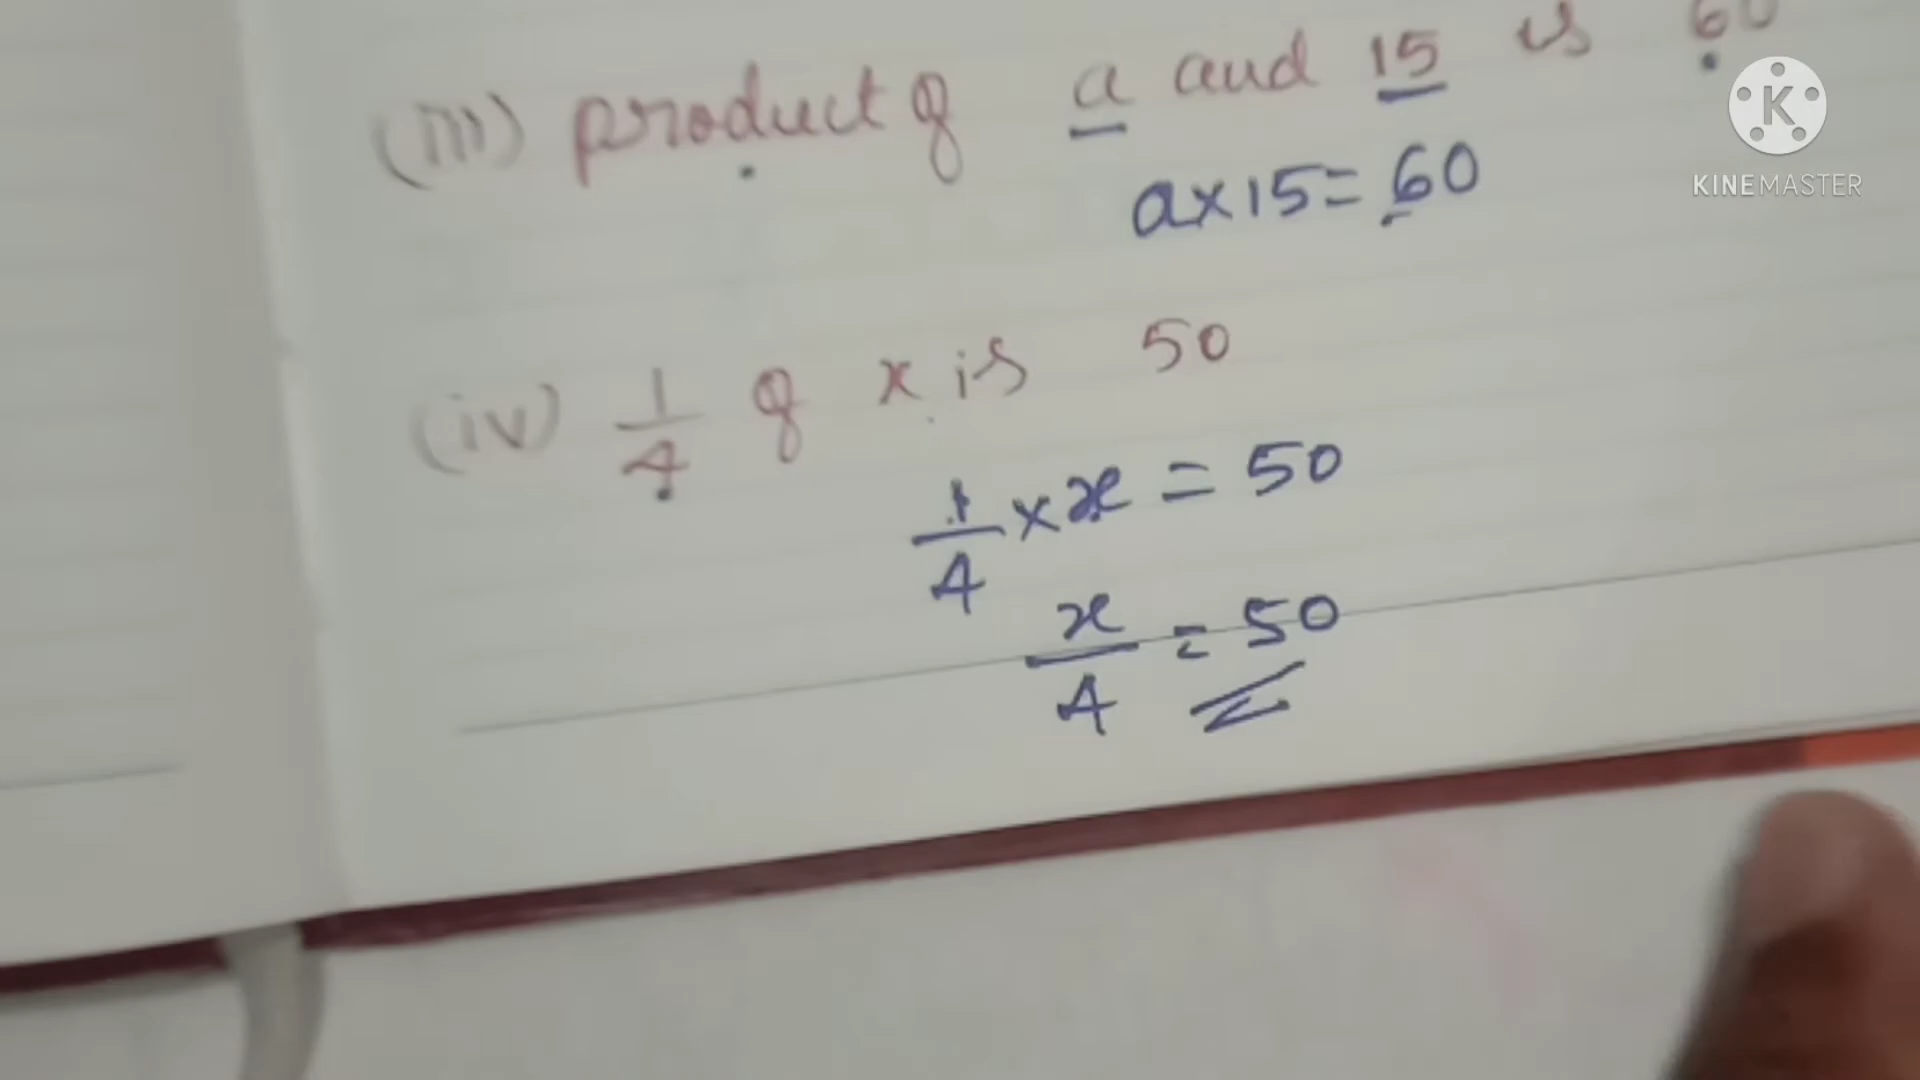 (iii) product of a and 15 is 60
a×15=60
(iv) 1/4 of x is 50
1/4 × x = 50
x/4 = 50
K
KINEMASTER